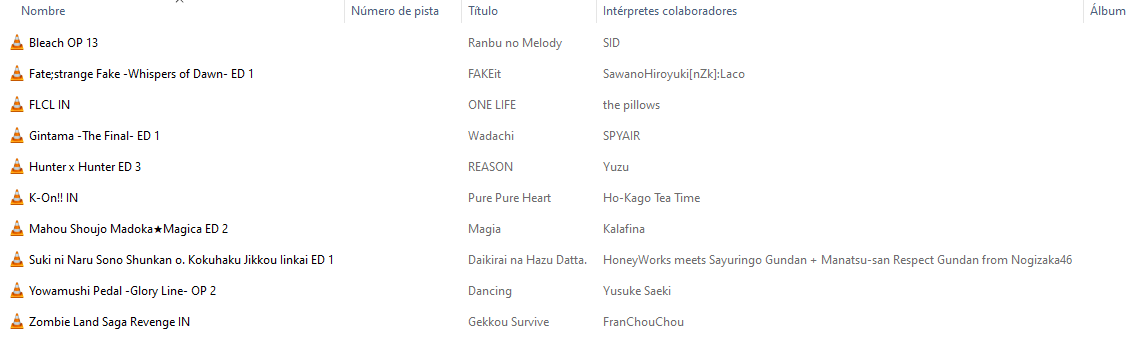 Nombre Número de pista Título Intérpretes colaboradores Álbum
Bleach OP 13 Ranbu no Melody SID
Fate;strange Fake -Whispers of Dawn- ED 1 FAKEit SawanoHiroyuki[nZk]:Laco
FLCL IN ONE LIFE the pillows
Gintama -The Final- ED 1 Wadachi SPYAIR
Hunter x Hunter ED 3 REASON Yuzu
K-On!! IN Pure Pure Heart Ho-Kago Tea Time
Mahou Shoujo Madoka★Magica ED 2 Magia Kalafina
Suki ni Naru Sono Shunkan o. Kokuhaku Jikkou Iinkai ED 1 Daikirai na Hazu Datta. HoneyWorks meets Sayuringo Gundan + Manatsu-san Respect Gundan from Nogizaka46
Yowamushi Pedal -Glory Line- OP 2 Dancing Yusuke Saeki
Zombie Land Saga Revenge IN Gekkou Survive FranChouChou